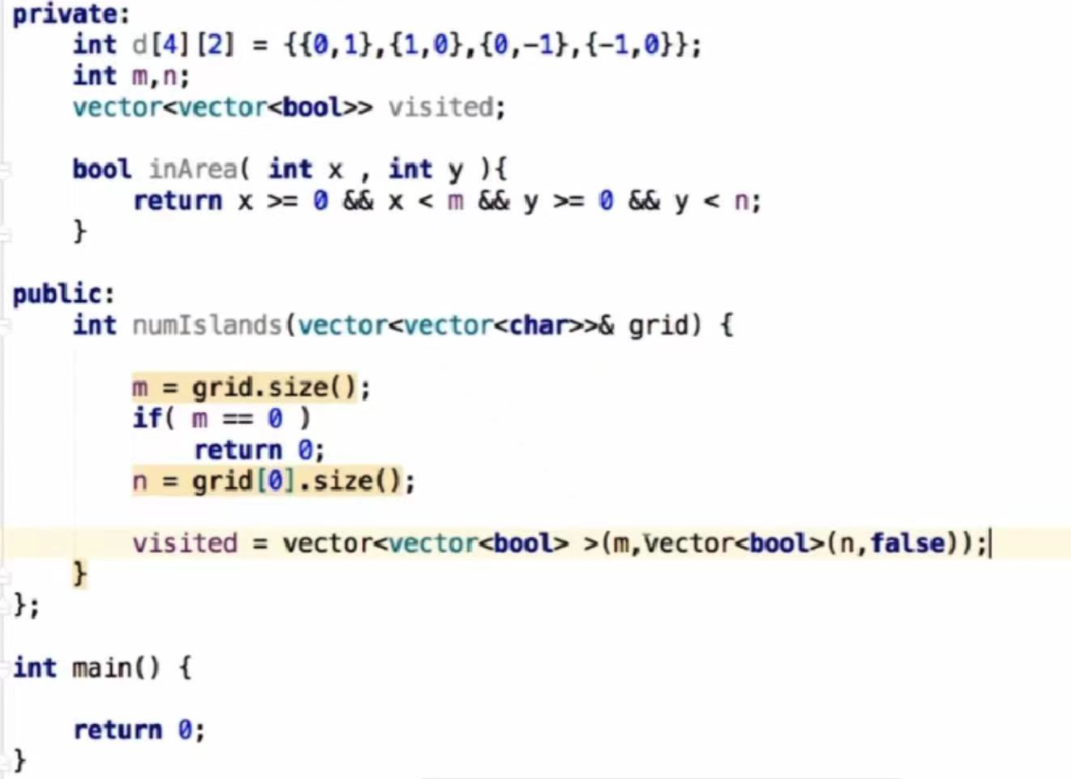 private:
    int d[4][2] = {{0,1},{1,0},{0,-1},{-1,0}};
    int m,n;
    vector<vector<bool>> visited;
    bool inArea( int x , int y ){
        return x >= 0 && x < m && y >= 0 && y < n;
    }
public:
    int numIslands(vector<vector<char>>& grid) {
        m = grid.size();
        if( m == 0 )
            return 0;
        n = grid[0].size();
        visited = vector<vector<bool> >(m,vector<bool>(n,false));
    }
};
int main() {
    return 0;
}